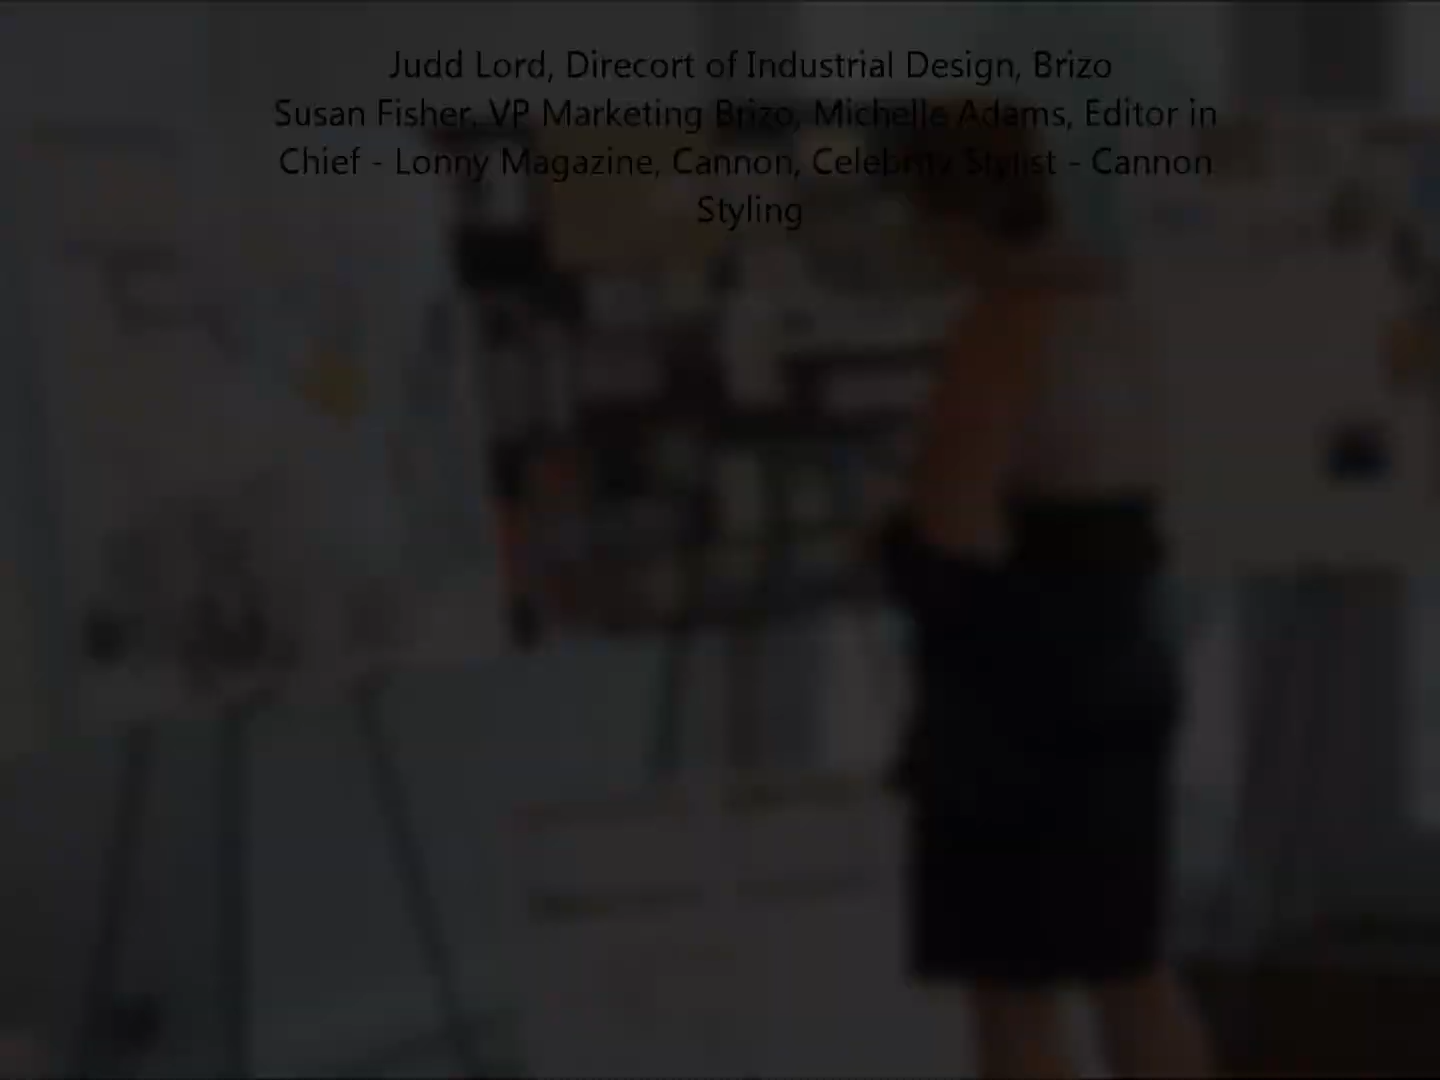 Judd Lord, Direcort of Industrial Design, Brizo
Susan Fisher, VP Marketing Brizo, Michelle Adams, Editor in
Chief - Lonny Magazine, Cannon, Celebrity Stylist - Cannon
Styling